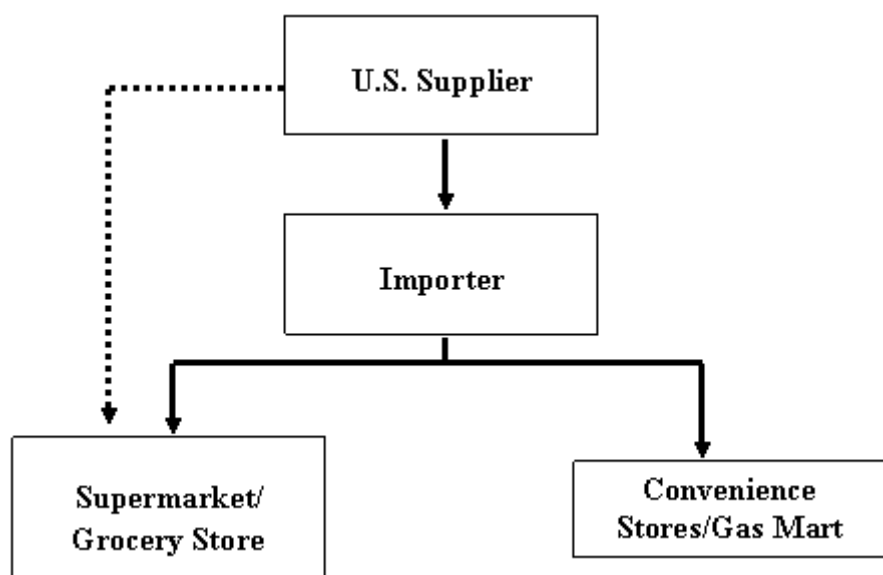 U.S. Supplier
Importer
Supermarket/
Grocery Store
Convenience
Stores/Gas Mart